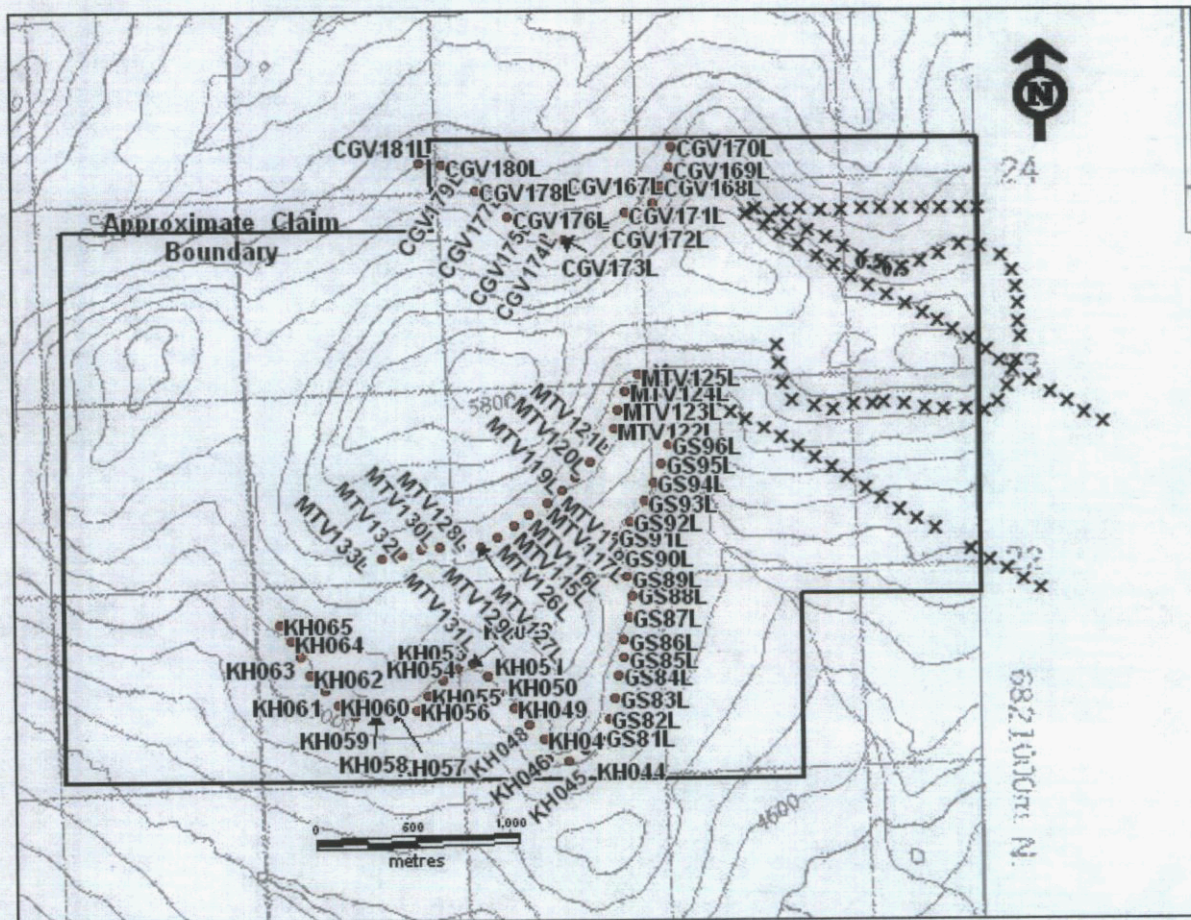 N
24
CGV181L
CGV180L
CGV179L
CGV178L
CGV177L
CGV176L
CGV175L
CGV174L
CGV173L
CGV170L
CGV169L
CGV167L
CGV168L
CGV171L
CGV172L
Approximate Claim
Boundary
5800
MTV125L
MTV124L
MTV123L
MTV122L
MTV121L
MTV120L
MTV119L
MTV117L
MTV116L
MTV115L
MTV126L
MTV127L
MTV128L
MTV129L
MTV130L
MTV131L
MTV132L
MTV133L
GS96L
GS95L
GS94L
GS93L
GS92L
GS91L
GS90L
GS89L
GS88L
GS87L
GS86L
GS85L
GS84L
GS83L
GS82L
GS81L
KH065
KH064
KH063
KH062
KH061
KH060
KH059
KH058
KH057
KH056
KH055
KH054
KH053
KH051
KH050
KH049
KH048
KH04
KH046
KH045
KH044
4600
6821000m. N.
0 500 1,000
metres